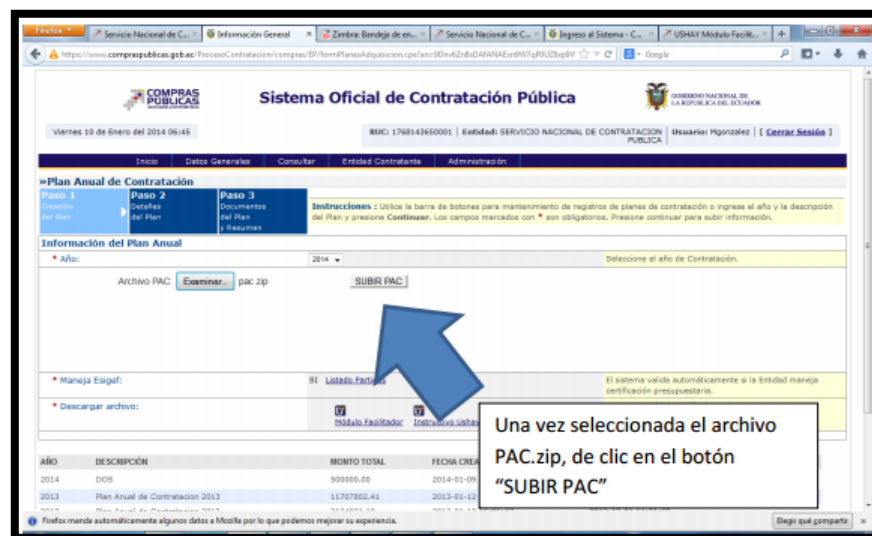 Firefox
Servicio Nacional de C...
Información General
Zimbra: Bandeja de en...
Servicio Nacional de C...
Ingreso al Sistema - C...
USHAY Módulo Facilit...
Google
COMPRAS
PÚBLICAS
Sistema Oficial de Contratación Pública
GOBIERNO NACIONAL DE
LA REPUBLICA DEL ECUADOR
Viernes 10 de Enero del 2014 06:45
RUC: 1768143650001 | Entidad: SERVICIO NACIONAL DE CONTRATACION PUBLICA | Usuario: Mgonzalez | [ Cerrar Sesión ]
Inicio Datos Generales Consultar Entidad Contratante Administración
»Plan Anual de Contratación
Paso 1
Creación
del Plan
Paso 2
Detalles
del Plan
Paso 3
Documentos
del Plan
y Resumen
Instrucciones : Utilice la barra de botones para mantenimiento de registros de planes de contratación o ingrese el año y la descripción
del Plan y presione Continuar. Los campos marcados con * son obligatorios. Presione continuar para subir información.
Información del Plan Anual
* Año:
2014
Seleccione el año de Contratación.
Archivo PAC: Examinar... pac.zip
SUBIR PAC
* Maneja Esigef:
SI Listado Partidas
El sistema valida automáticamente si la Entidad maneja
certificación presupuestaria.
* Descargar archivo:
Módulo Facilitador
Instructivo Ushay
Una vez seleccionada el archivo
PAC.zip, de clic en el botón
“SUBIR PAC”
AÑO DESCRIPCIÓN MONTO TOTAL FECHA CREA
2014 DOS 500000.00 2014-01-09
2013 Plan Anual de Contratacion 2013 11707802.41 2013-01-12
2013 Plan Anual de Contratacion 2013
Firefox manda automáticamente algunos datos a Mozilla por lo que podemos mejorar su experiencia.
Elegir qué compartir